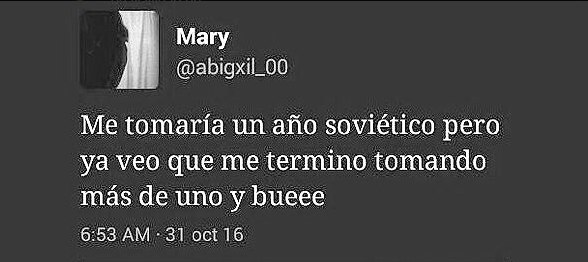 Mary
@abigxil_00
Me tomaría un año soviético pero
ya veo que me termino tomando
más de uno y bueee
6:53 AM · 31 oct 16